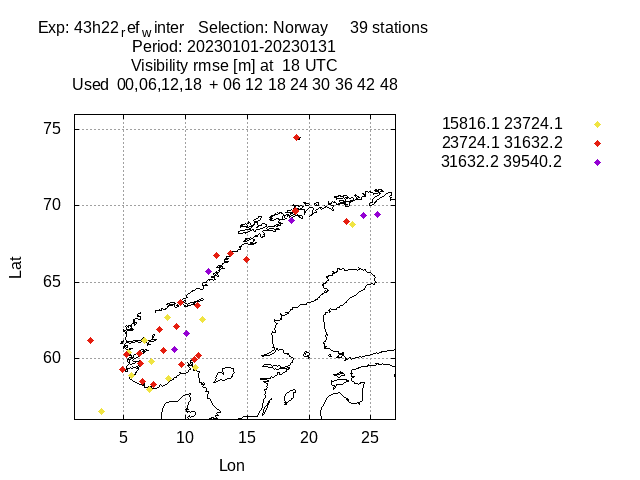 Exp: 43h22refwinter Selection: Norway 39 stations
Period: 20230101-20230131
Visibility rmse [m] at 18 UTC
Used 00,06,12,18 + 06 12 18 24 30 36 42 48
15816.1 23724.1
23724.1 31632.2
31632.2 39540.2
75
70
65
60
Lat
5 10 15 20 25
Lon